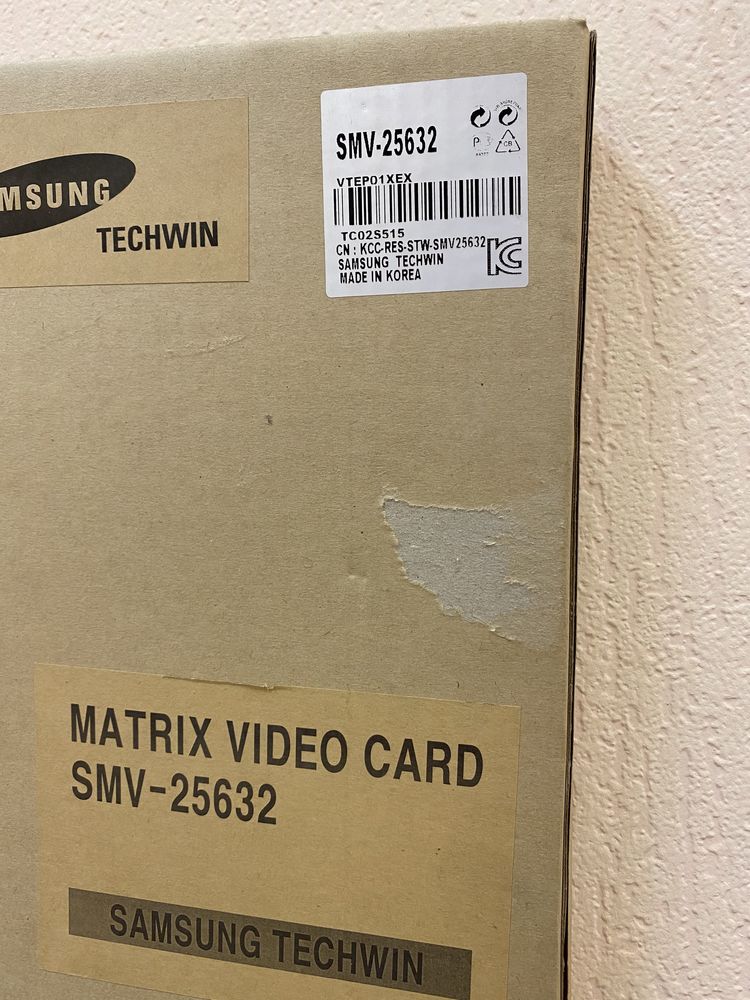 MSUNG
TECHWIN
SMV-25632
VTEP01XEX
TC02S515
CN : KCC-RES-STW-SMV25632
SAMSUNG TECHWIN
MADE IN KOREA
MATRIX VIDEO CARD
SMV-25632
SAMSUNG TECHWIN